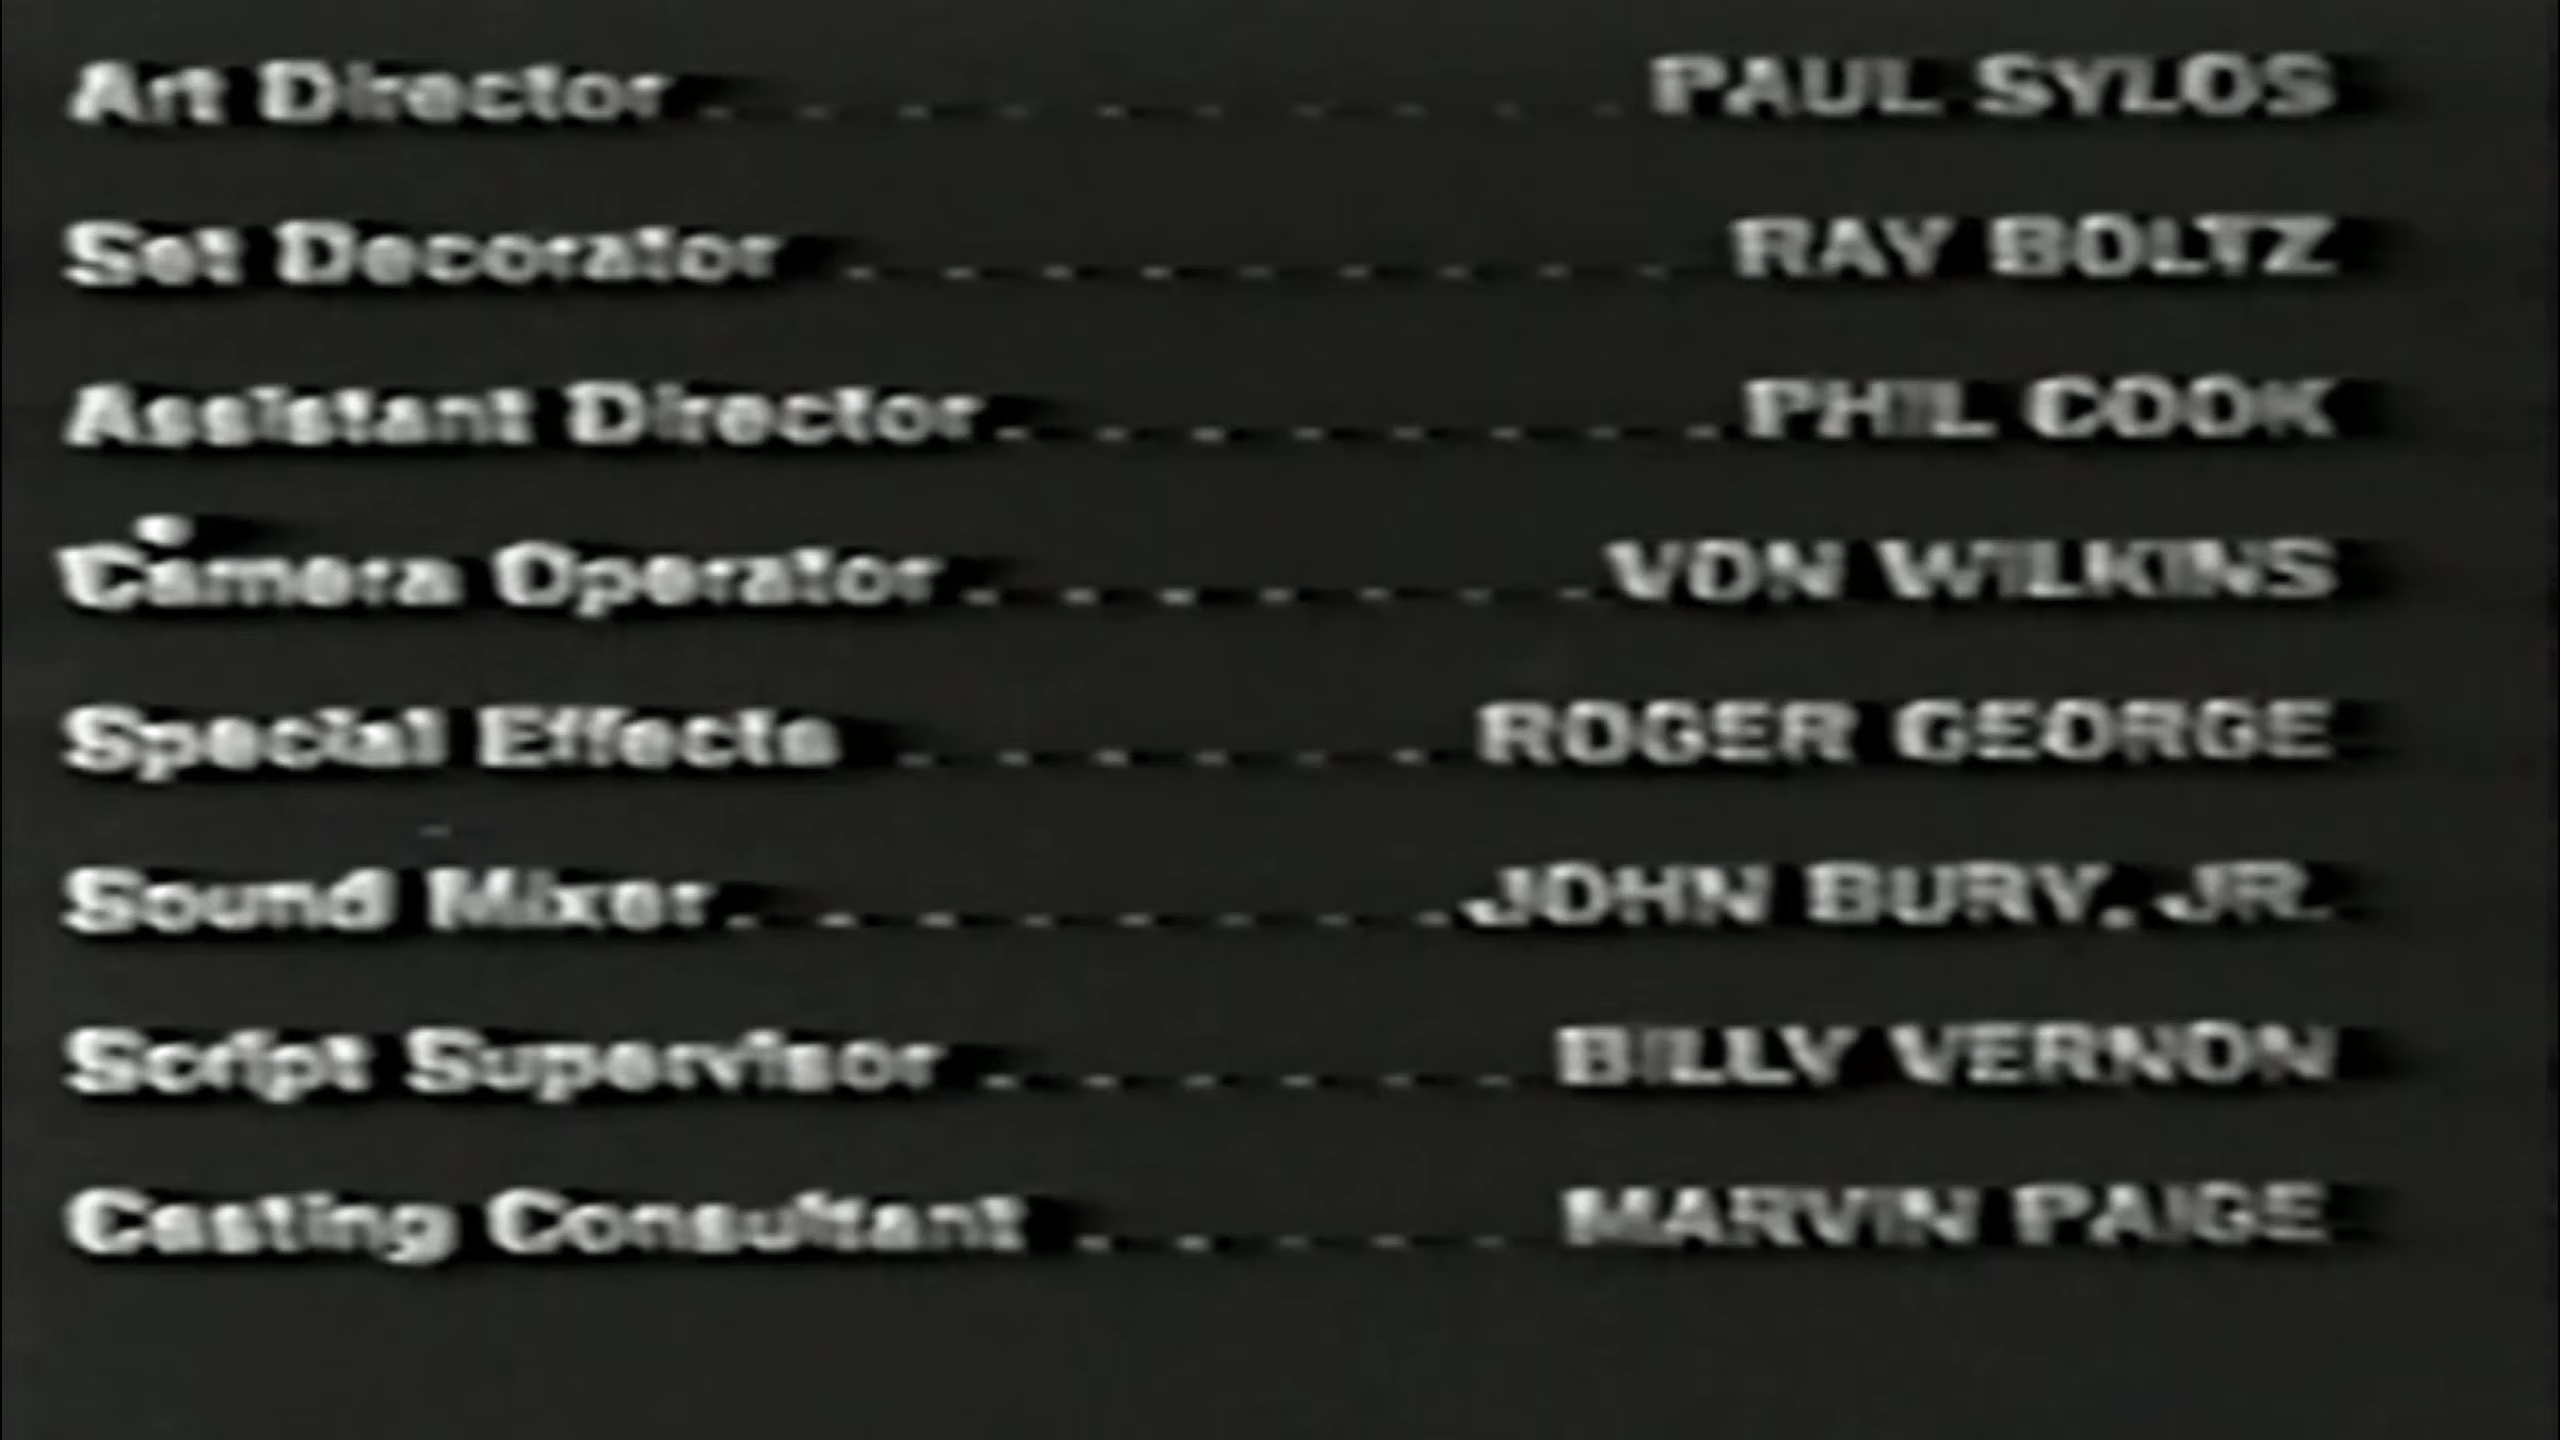 Art Director . . . . . . . . . . PAUL SYLOS
Set Decorator . . . . . . . . . RAY BOLTZ
Assistant Director . . . . . . . . PHIL COOK
Camera Operator . . . . . . . VON WILKINS
Special Effects . . . . . . ROGER GEORGE
Sound Mixer . . . . . . . . JOHN BURY, JR.
Script Supervisor . . . . . . BILLY VERNON
Casting Consultant . . . . . MARVIN PAIGE